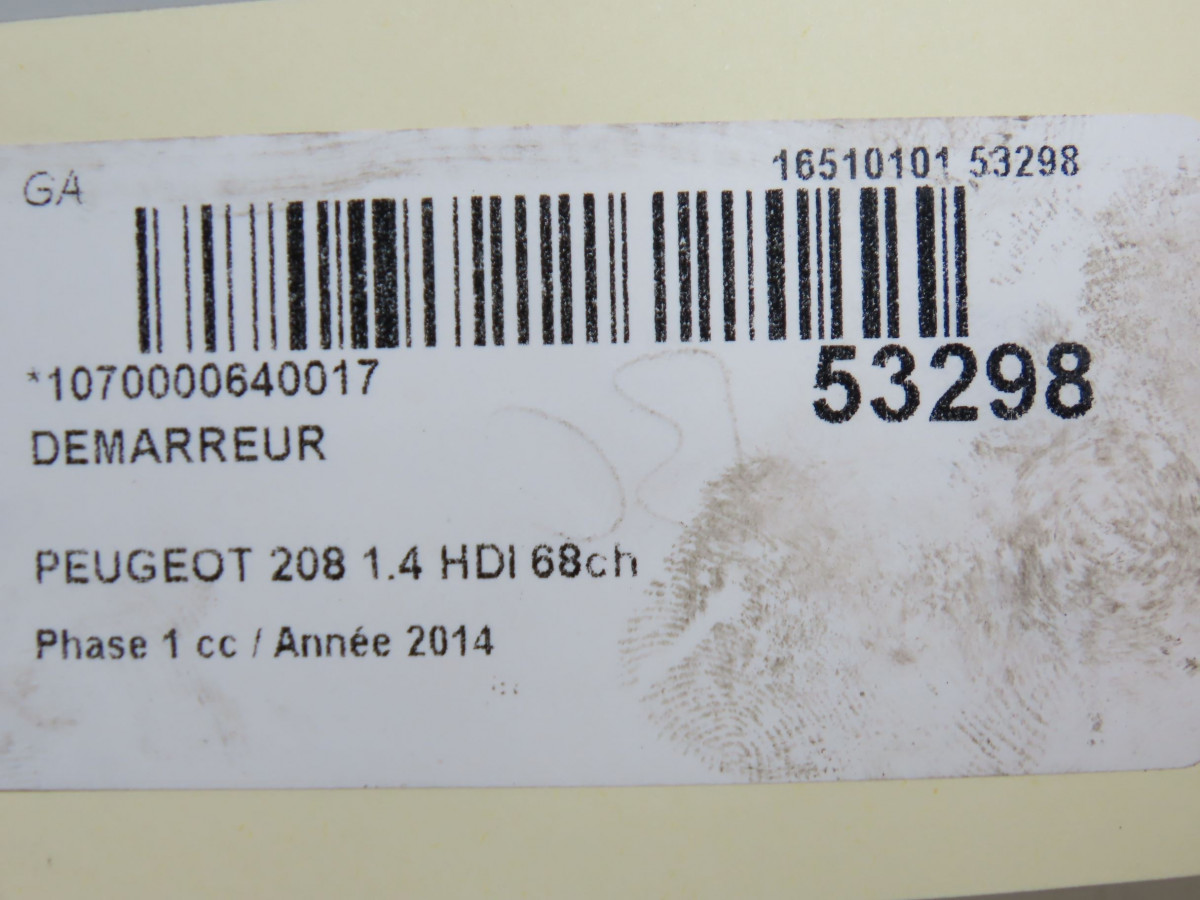 GA
16510101 53298
*1070000640017
53298
DEMARREUR
PEUGEOT 208 1.4 HDI 68ch
Phase 1 cc / Année 2014